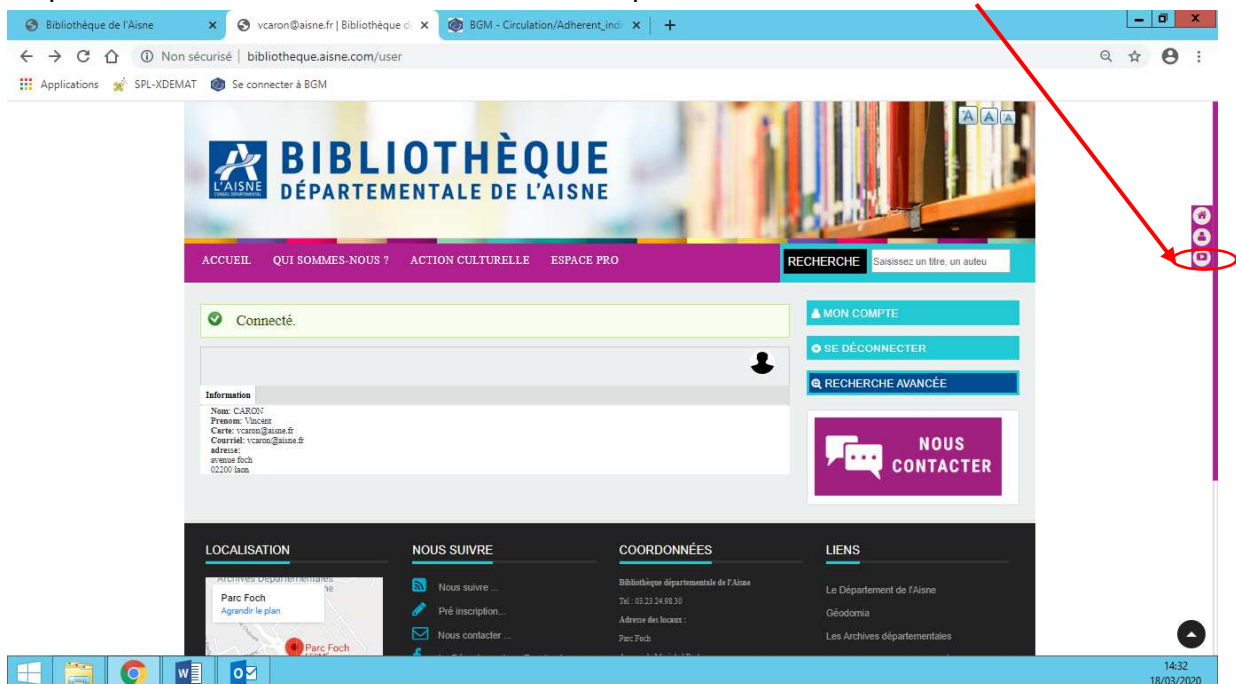 Bibliothèque de l'Aisne
vcaron@aisne.fr | Bibliothèque d
BGM - Circulation/Adherent_ind
Non sécurisé | bibliotheque.aisne.com/user
Applications SPL-XDEMAT Se connecter à BGM
A A A
L'AISNE
BIBLIOTHÈQUE
DÉPARTEMENTALE DE L'AISNE
ACCUEIL QUI SOMMES-NOUS ? ACTION CULTURELLE ESPACE PRO
RECHERCHE Saisissez un titre, un auteu
Connecté.
MON COMPTE
SE DÉCONNECTER
RECHERCHE AVANCÉE
Information
Nom: CARON
Prenom: Vincent
Carte: vcaron@aisne.fr
Courriel: vcaron@aisne.fr
adresse:
avenue foch
02200 laon
NOUS
CONTACTER
LOCALISATION
Parc Foch
Agrandir le plan
Parc Foch
NOUS SUIVRE
Nous suivre ...
Pré inscription...
Nous contacter ...
COORDONNÉES
Bibliothèque départementale de l'Aisne
Tel : 03.23.24.98.30
Adresse des locaux :
Parc Foch
LIENS
Le Département de l'Aisne
Géodomia
Les Archives départementales
14:32
18/03/2020